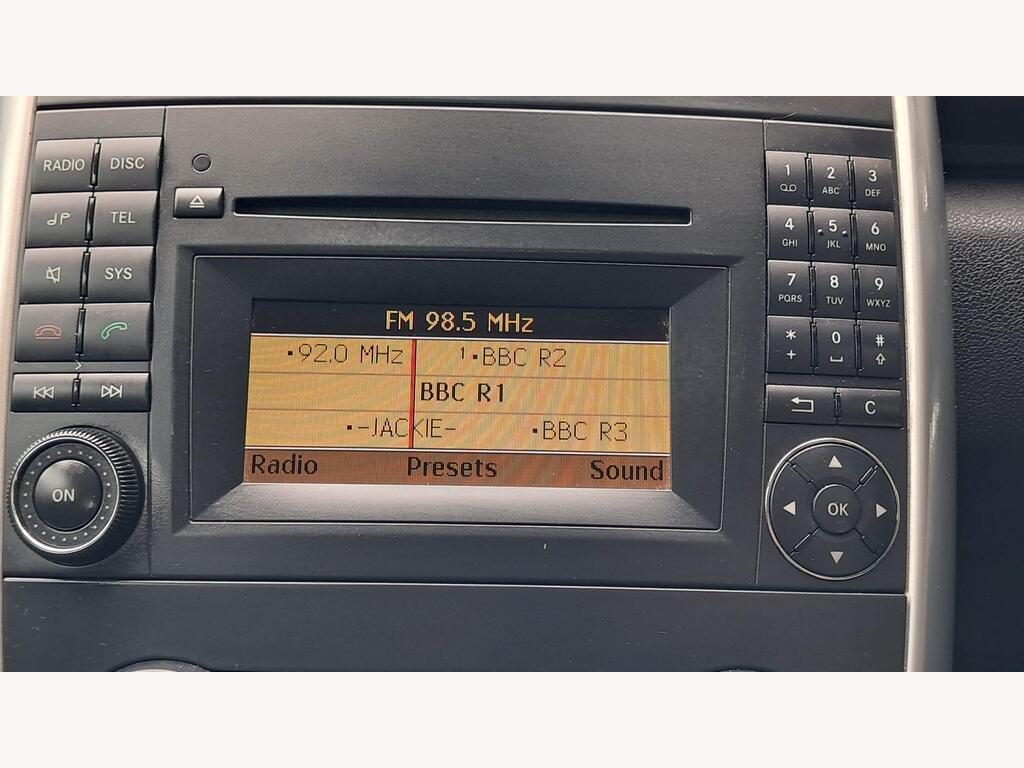 RADIO DISC
TEL
SYS
ON
FM 98.5 MHz
•92.0 MHz 1•BBC R2
BBC R1
•-JACKIE- •BBC R3
Radio Presets Sound
1 2 ABC 3 DEF
4 GHI 5 JKL 6 MNO
7 PQRS 8 TUV 9 WXYZ
* + 0 #
C
OK